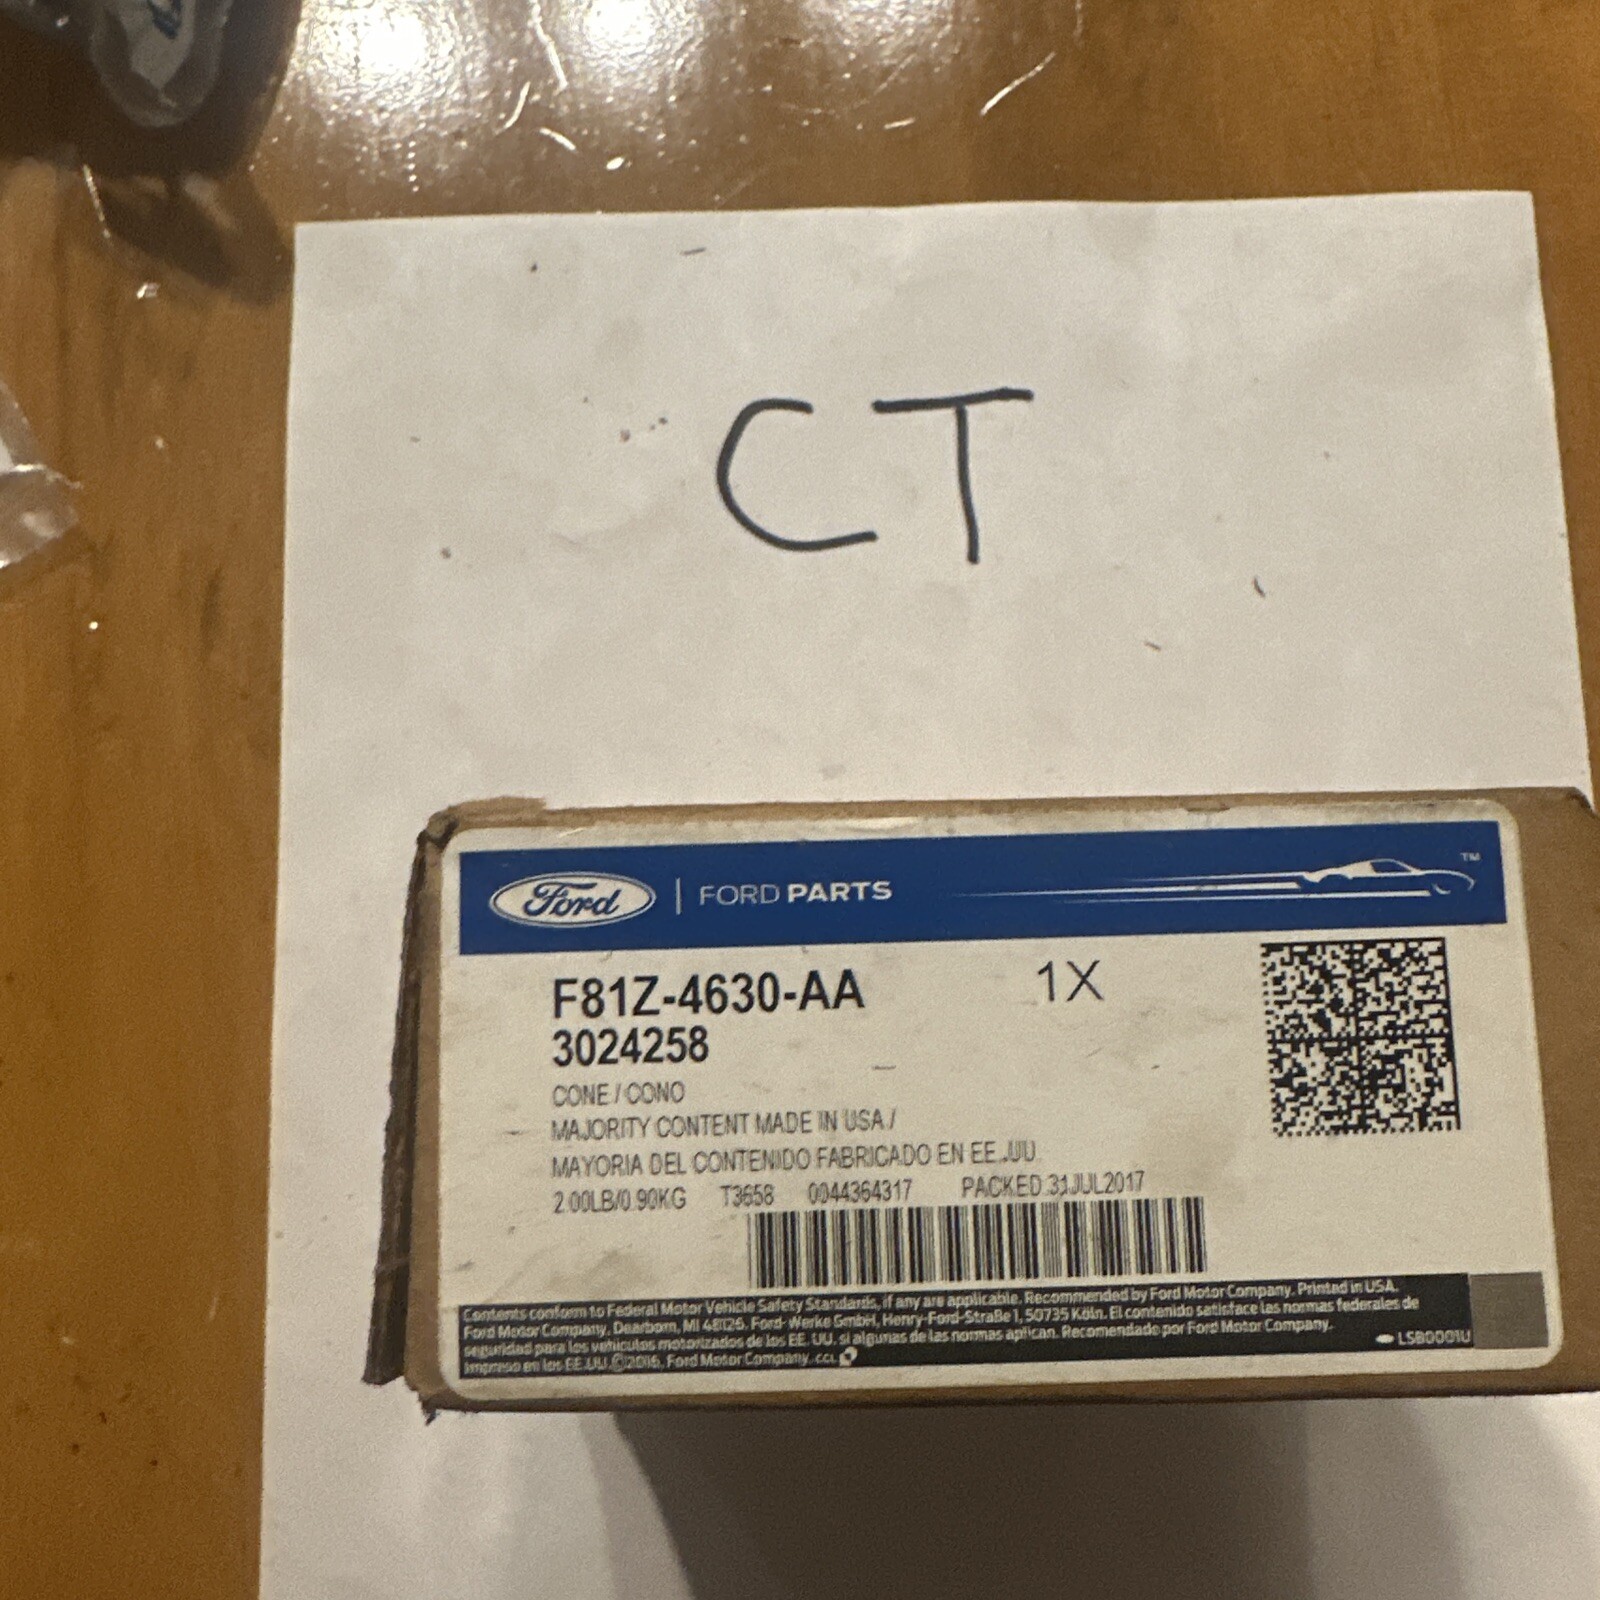 CT
Ford | FORD PARTS ™
F81Z-4630-AA 1X
3024258
CONE / CONO
MAJORITY CONTENT MADE IN USA /
MAYORIA DEL CONTENIDO FABRICADO EN EE.UU
2.00LB/0.90KG T3658 0044364317 PACKED 31JUL2017
Contents conform to Federal Motor Vehicle Safety Standards, if any are applicable. Recommended by Ford Motor Company. Printed in USA.
Ford Motor Company, Dearborn, MI 48126. Ford-Werke GmbH, Henry-Ford-Straße 1, 50735 Köln. El contenido satisface las normas federales de
seguridad para los vehículos motorizados de los EE. UU. si algunas de las normas aplican. Recomendado por Ford Motor Company.
Impreso en los EE.UU. ©2016, Ford Motor Company. CCL
LSB0001U